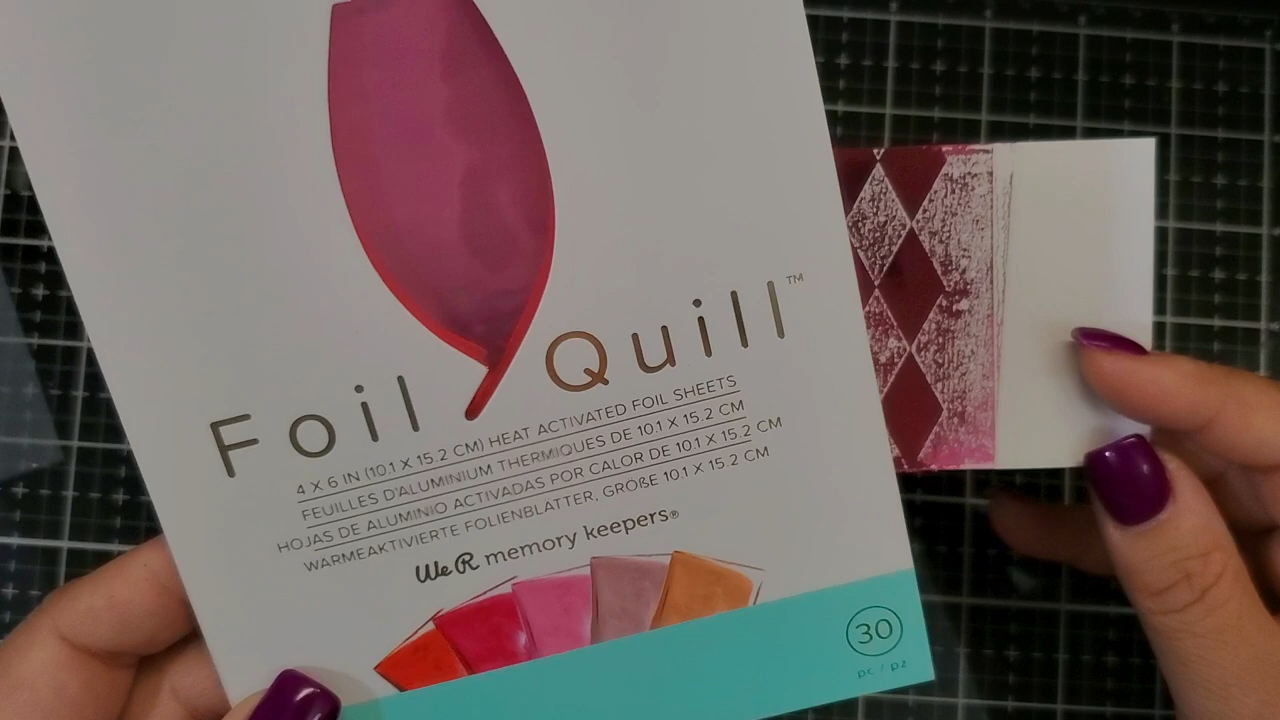 Foil Quill™
4 X 6 IN (10.1 X 15.2 CM) HEAT ACTIVATED FOIL SHEETS
FEUILLES D'ALUMINIUM THERMIQUES DE 10.1 X 15.2 CM
HOJAS DE ALUMINIO ACTIVADAS POR CALOR DE 10.1 X 15.2 CM
WARMEAKTIVIERTE FOLIENBLÄTTER, GRÖßE 10.1 X 15.2 CM
We R memory keepers®
30
pc / pz